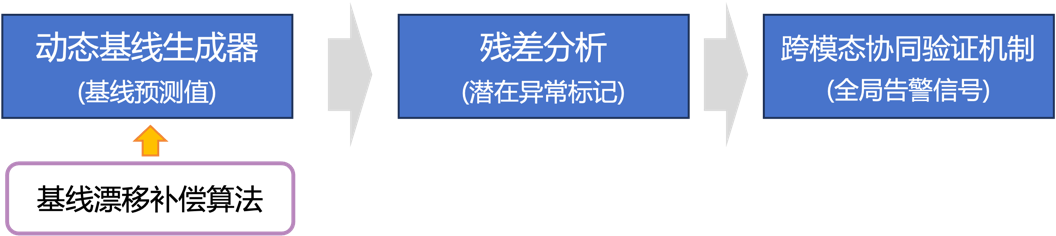 动态基线生成器
(基线预测值)
残差分析
(潜在异常标记)
跨模态协同验证机制
(全局告警信号)
基线漂移补偿算法